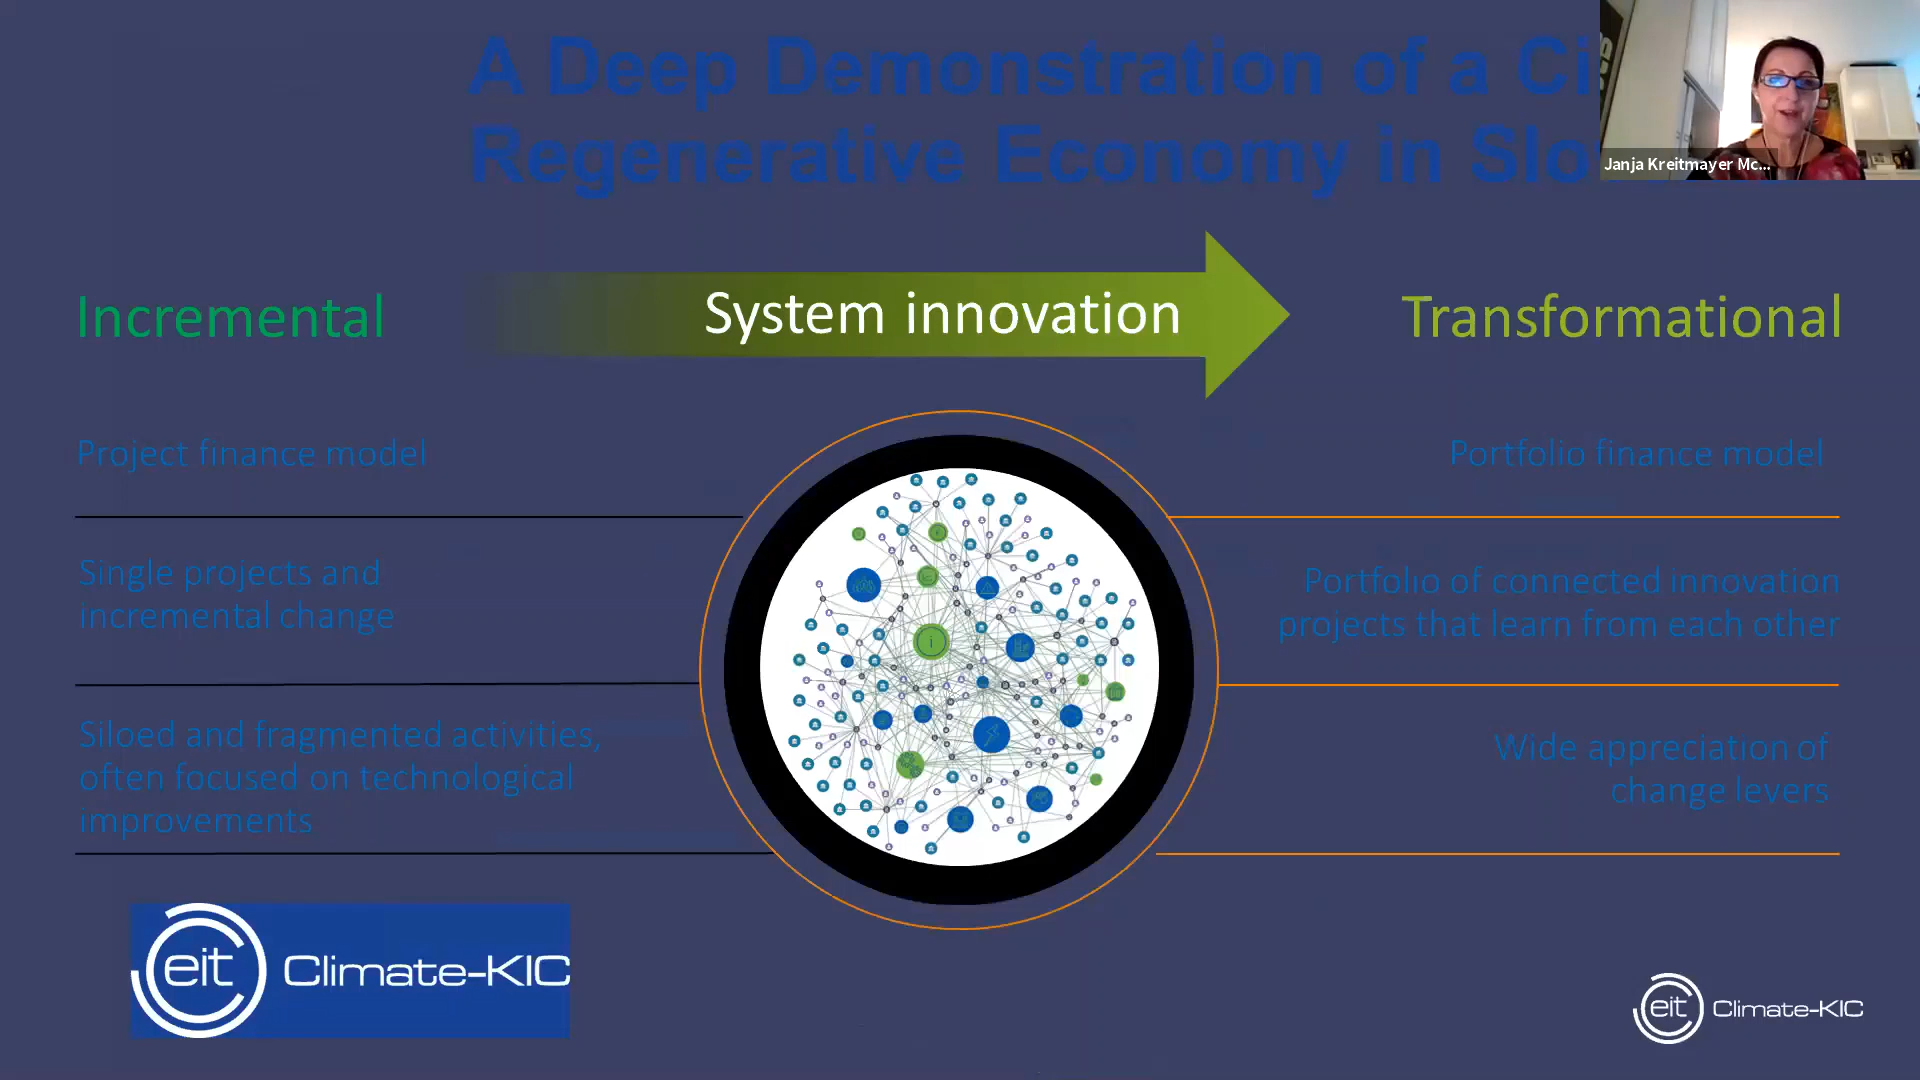 A Deep Demonstration of a Ci
Regenerative Economy in Slo
Janja Kreitmayer Mc...
Incremental
System innovation
Transformational
Project finance model
Portfolio finance model
Single projects and
incremental change
Portfolio of connected innovation
projects that learn from each other
Siloed and fragmented activities,
often focused on technological
improvements
Wide appreciation of
change levers
eit Climate-KIC
eit Climate-KIC